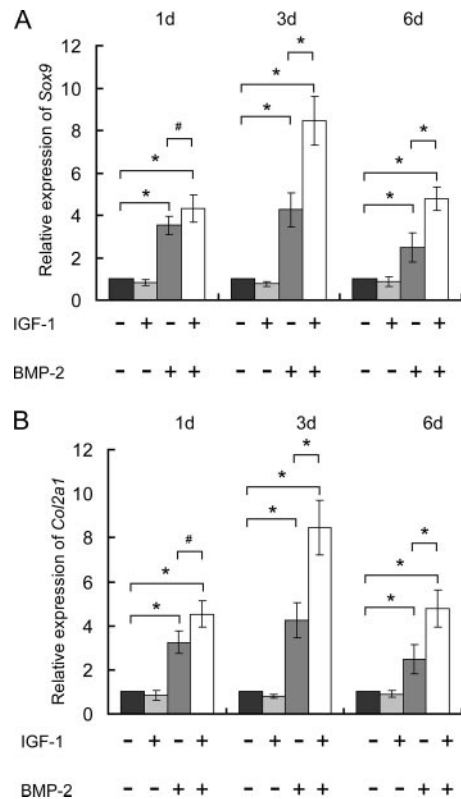 A
1d 3d 6d
Relative expression of Sox9
12
10
8
6
4
2
0
* * #
* * *
* * *
IGF-1 - + - + - + - + - + - +
BMP-2 - - + + - - + + - - + +
B
1d 3d 6d
Relative expression of Col2a1
12
10
8
6
4
2
0
* * #
* * *
* * *
IGF-1 - + - + - + - + - + - +
BMP-2 - - + + - - + + - - + +